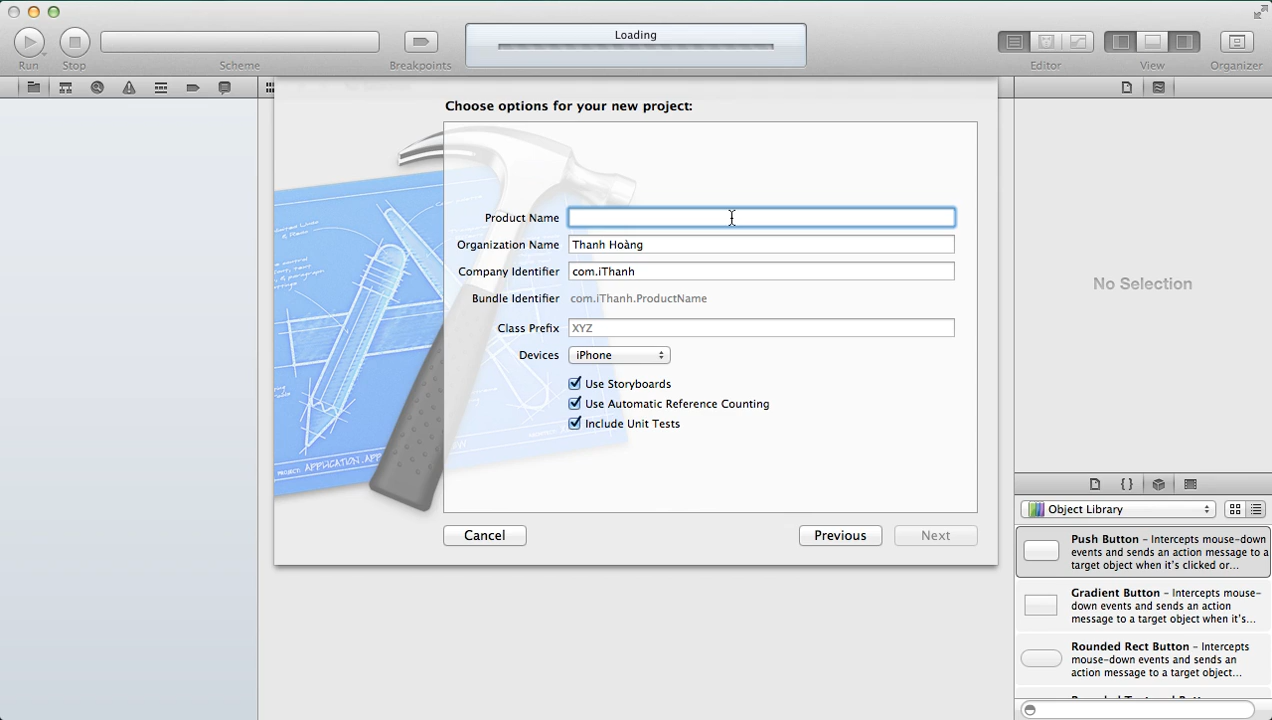 Loading
Run
Stop
Scheme
Breakpoints
Editor
View
Organizer
Choose options for your new project:
Product Name
Organization Name
Thanh Hoàng
Company Identifier
com.iThanh
Bundle Identifier
com.iThanh.ProductName
Class Prefix
XYZ
Devices
iPhone
Use Storyboards
Use Automatic Reference Counting
Include Unit Tests
Cancel
Previous
Next
No Selection
{ }
Object Library
Push Button - Intercepts mouse-down
events and sends an action message to a
target object when it's clicked or...
Gradient Button - Intercepts mouse-
down events and sends an action
message to a target object when it's...
Rounded Rect Button - Intercepts
mouse-down events and sends an
action message to a target object...